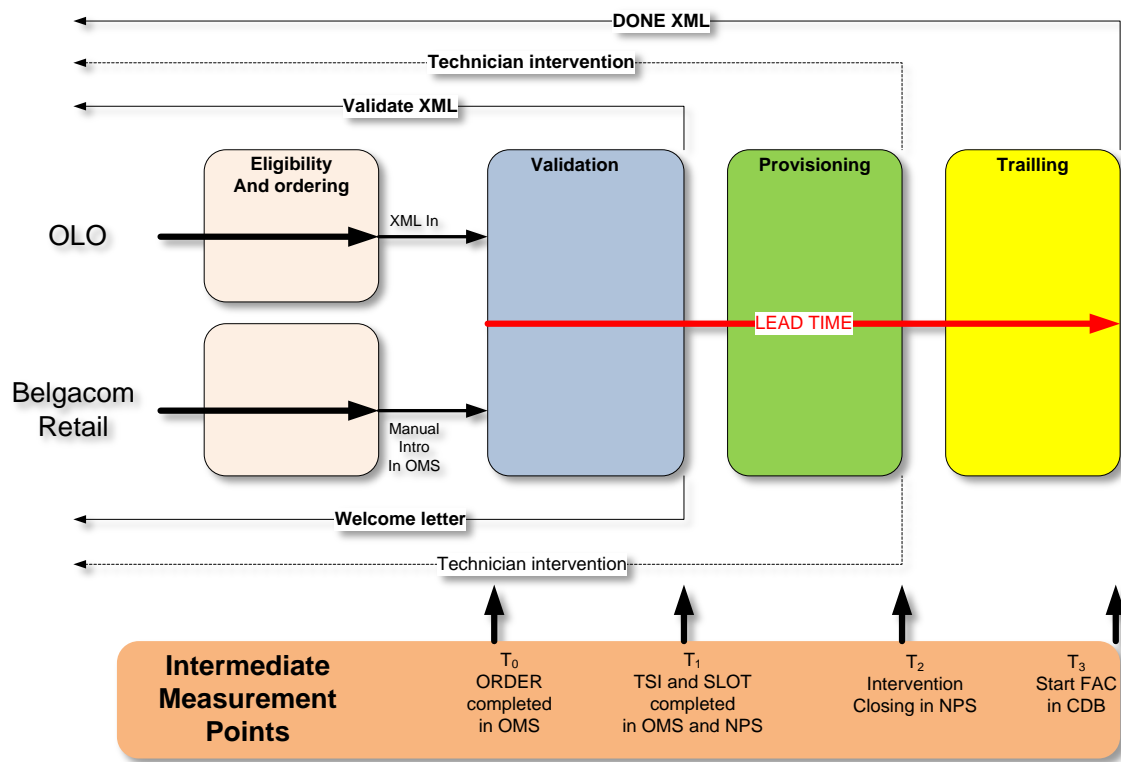 DONE XML
Technician intervention
Validate XML
Eligibility
And ordering
Validation
Provisioning
Trailling
OLO
XML In
LEAD TIME
Belgacom
Retail
Manual
Intro
In OMS
Welcome letter
Technician intervention
Intermediate
Measurement
Points
T₀
ORDER
completed
in OMS
T₁
TSI and SLOT
completed
in OMS and NPS
T₂
Intervention
Closing in NPS
T₃
Start FAC
in CDB